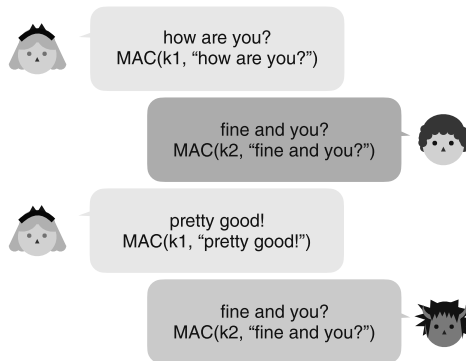 how are you?
MAC(k1, “how are you?”)
fine and you?
MAC(k2, “fine and you?”)
pretty good!
MAC(k1, “pretty good!”)
fine and you?
MAC(k2, “fine and you?”)